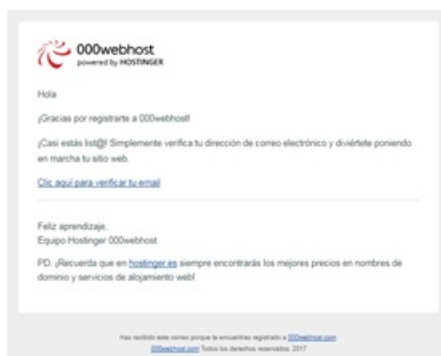 000webhost
powered by HOSTINGER
Hola
¡Gracias por registrarte a 000webhost!
¡Casi estás list@! Simplemente verifica tu dirección de correo electrónico y diviértete poniendo
en marcha tu sitio web.
Clic aquí para verificar tu email
Feliz aprendizaje,
Equipo Hostinger 000webhost
PD. ¡Recuerda que en hostinger.es siempre encontrarás los mejores precios en nombres de
dominio y servicios de alojamiento web!
Has recibido este correo porque te encuentras registrado a 000webhost.com
000webhost.com Todos los derechos reservados. 2017